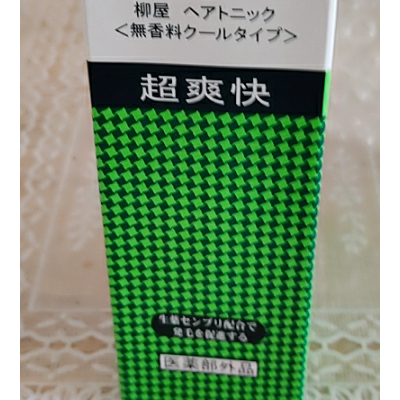 柳屋 ヘアトニック
<無香料クールタイプ>
超爽快
生薬センブリ配合で
発毛を促進する
医薬部外品